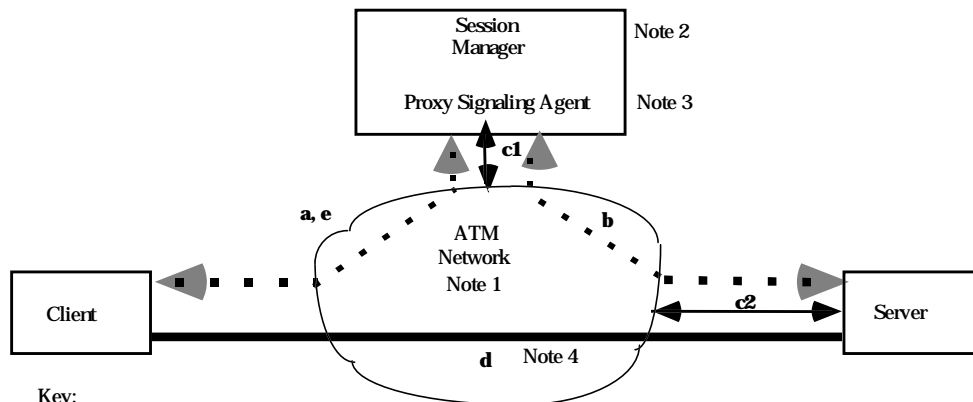 Session
Manager
Note 2
Proxy Signaling Agent
Note 3
c1
a, e
b
ATM
Network
Note 1
Client
c2
Server
d
Note 4
Key: